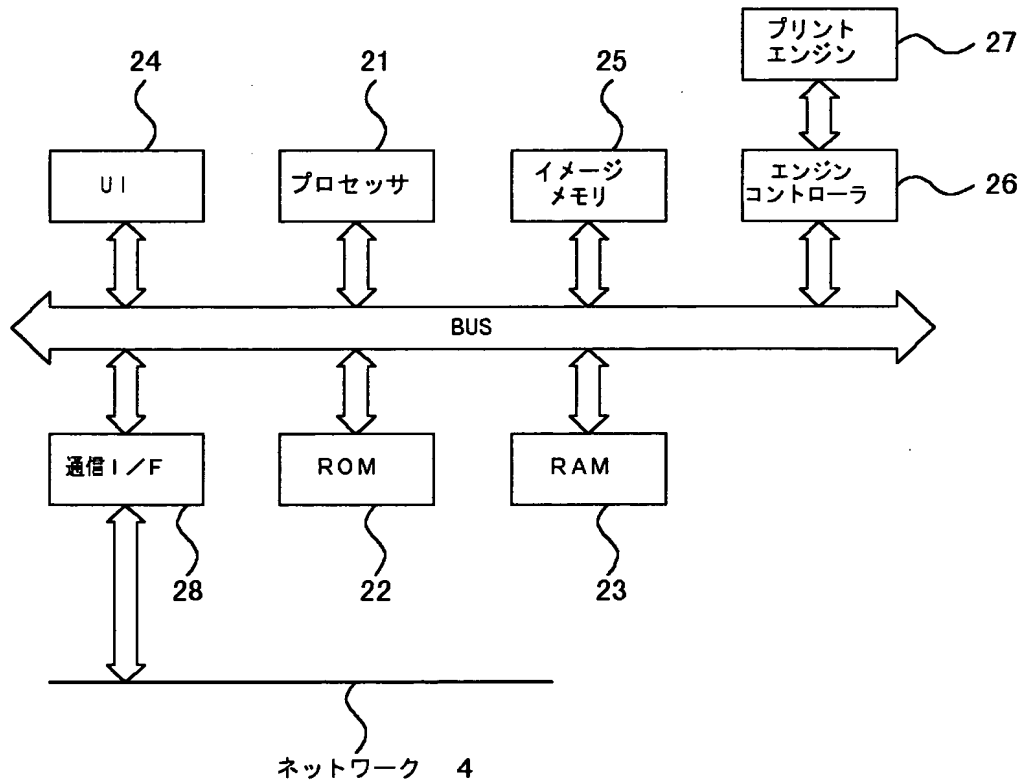 プリント
エンジン
27
24
21
25
UI
プロセッサ
イメージ
メモリ
エンジン
コントローラ
26
BUS
通信I/F
ROM
RAM
28
22
23
ネットワーク 4